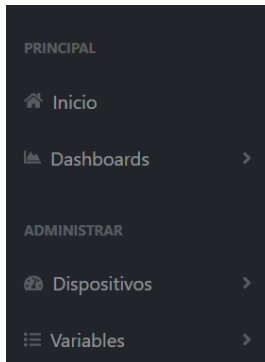 PRINCIPAL
Inicio
Dashboards
ADMINISTRAR
Dispositivos
Variables